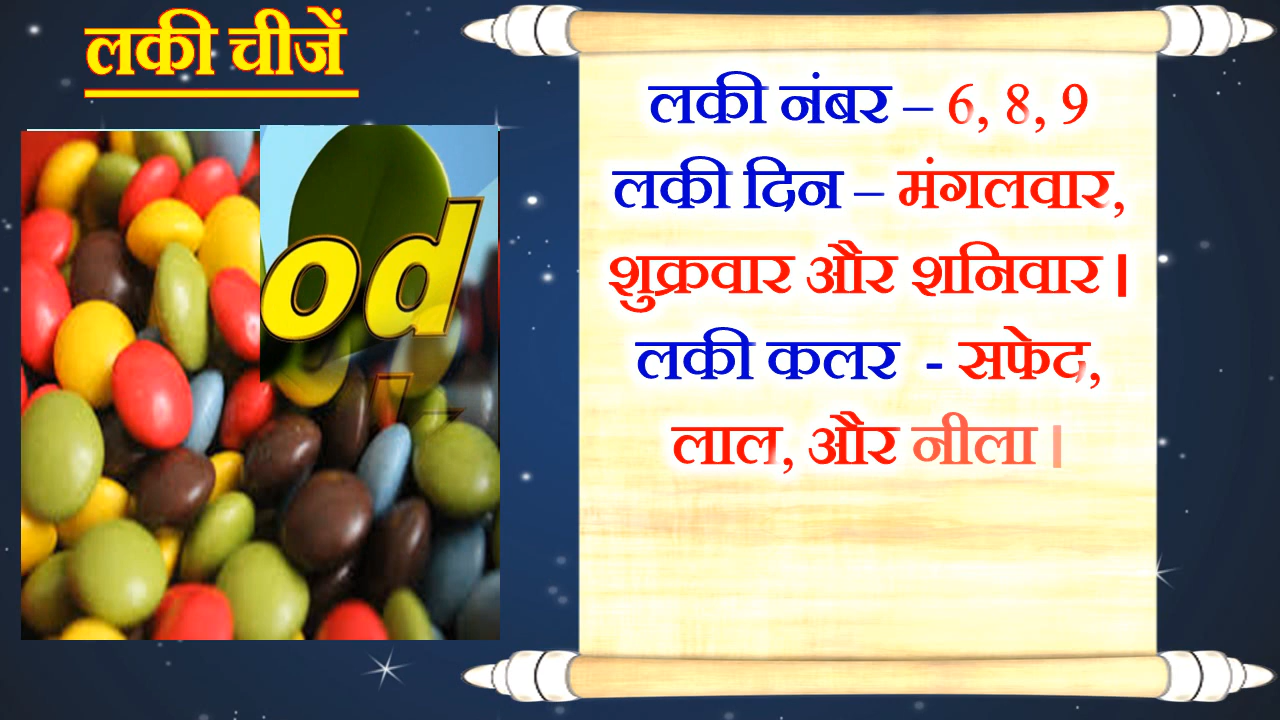 लकी चीजें
od
लकी नंबर – 6, 8, 9
लकी दिन – मंगलवार,
शुक्रवार और शनिवार।
लकी कलर - सफेद,
लाल, और नीला।